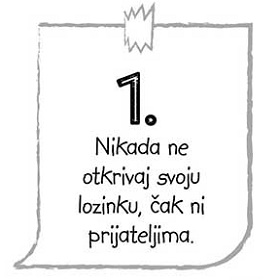 1.
Nikada ne
otkrivaj svoju
lozinku, čak ni
prijateljima.